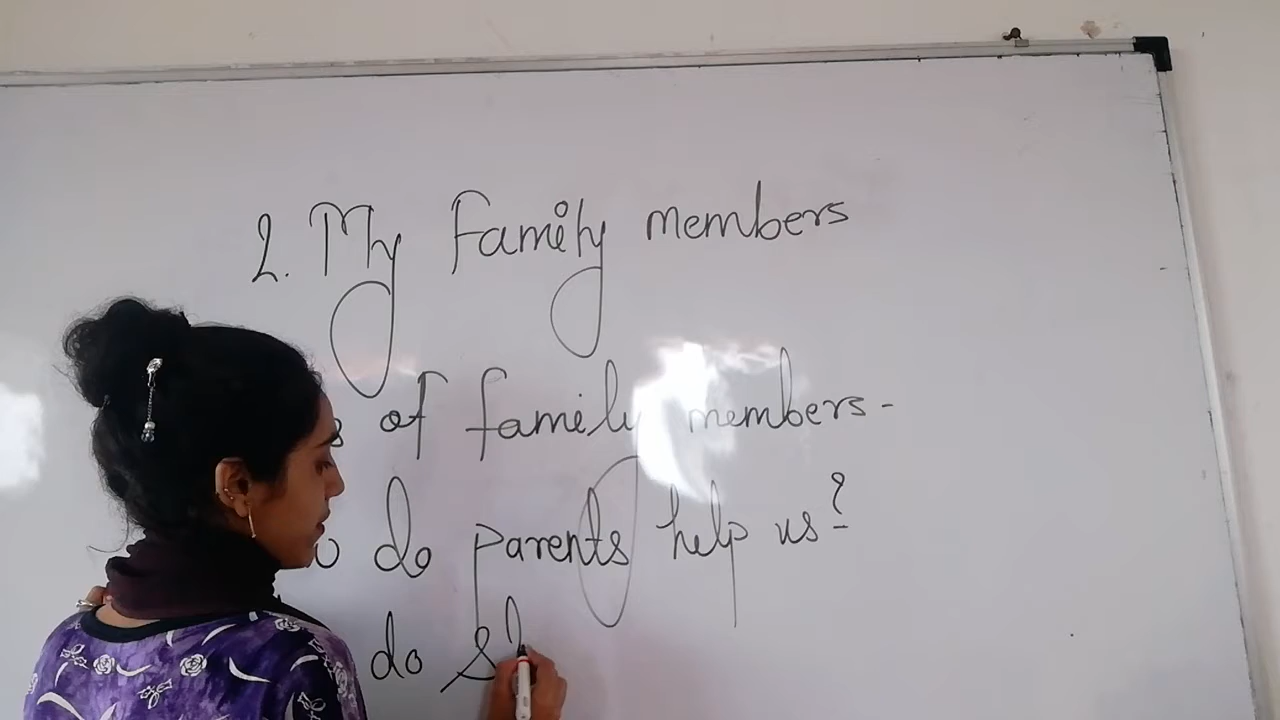 2. My Family members
of family members-
do parents help us?
do